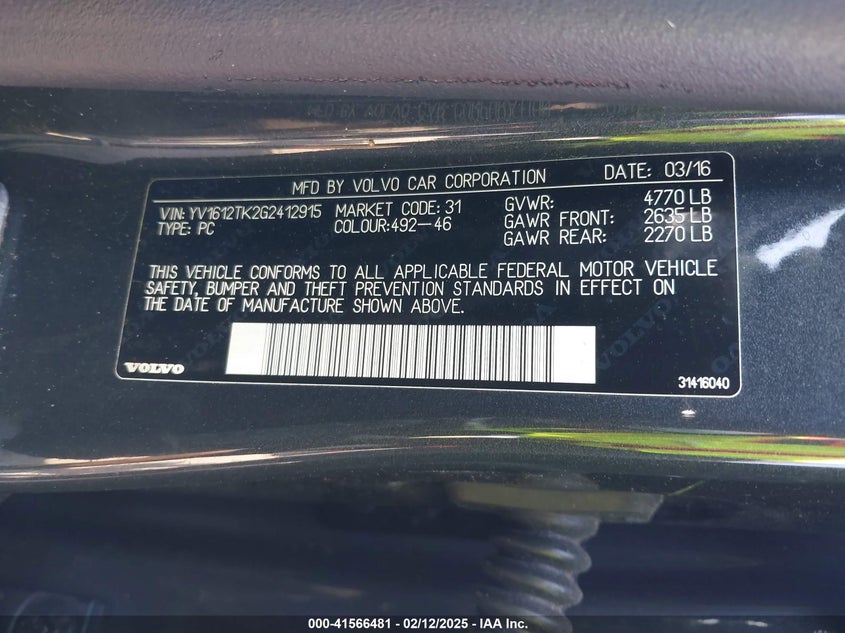 MFD BY VOLVO CAR CORPORATION DATE: 03/16
VIN: YV1612TK2G2412915 MARKET CODE: 31 GVWR: 4770 LB
TYPE: PC COLOUR:492-46 GAWR FRONT: 2635 LB
GAWR REAR: 2270 LB
THIS VEHICLE CONFORMS TO ALL APPLICABLE FEDERAL MOTOR VEHICLE
SAFETY, BUMPER AND THEFT PREVENTION STANDARDS IN EFFECT ON
THE DATE OF MANUFACTURE SHOWN ABOVE.
VOLVO
31416040
000-41566481 - 02/12/2025 - IAA Inc.